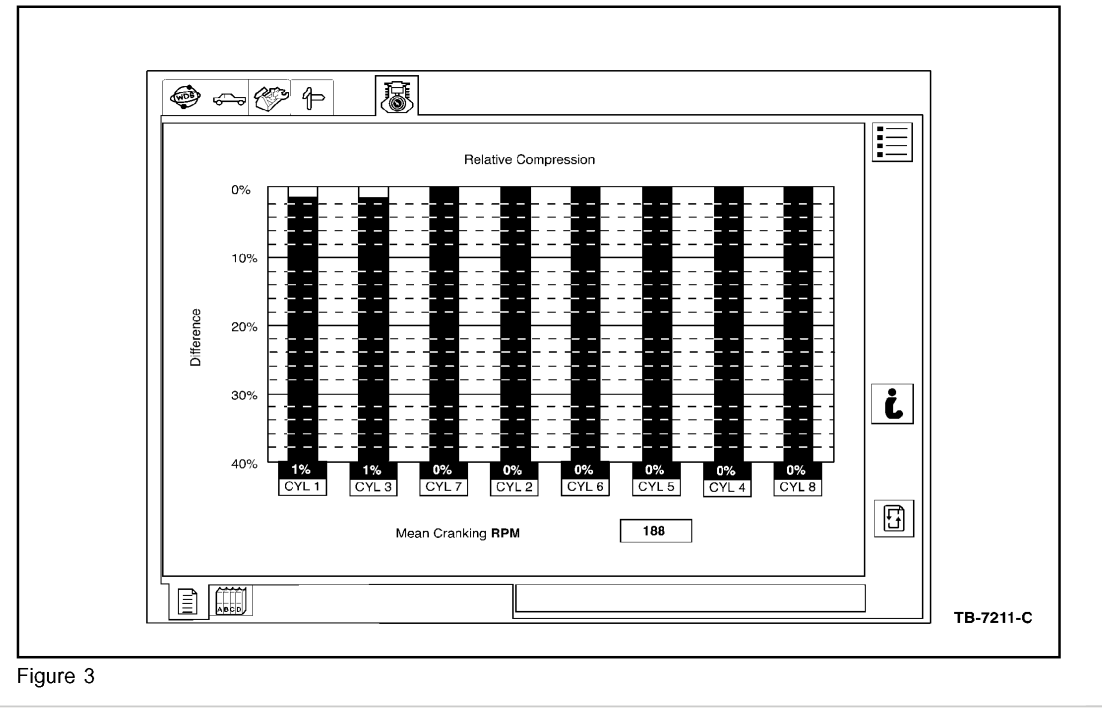 WDS
Relative Compression
0%
10%
20%
30%
40%
Difference
1% 1% 0% 0% 0% 0% 0% 0%
CYL 1 CYL 3 CYL 7 CYL 2 CYL 6 CYL 5 CYL 4 CYL 8
Mean Cranking RPM 188
A B C D
TB-7211-C
Figure 3